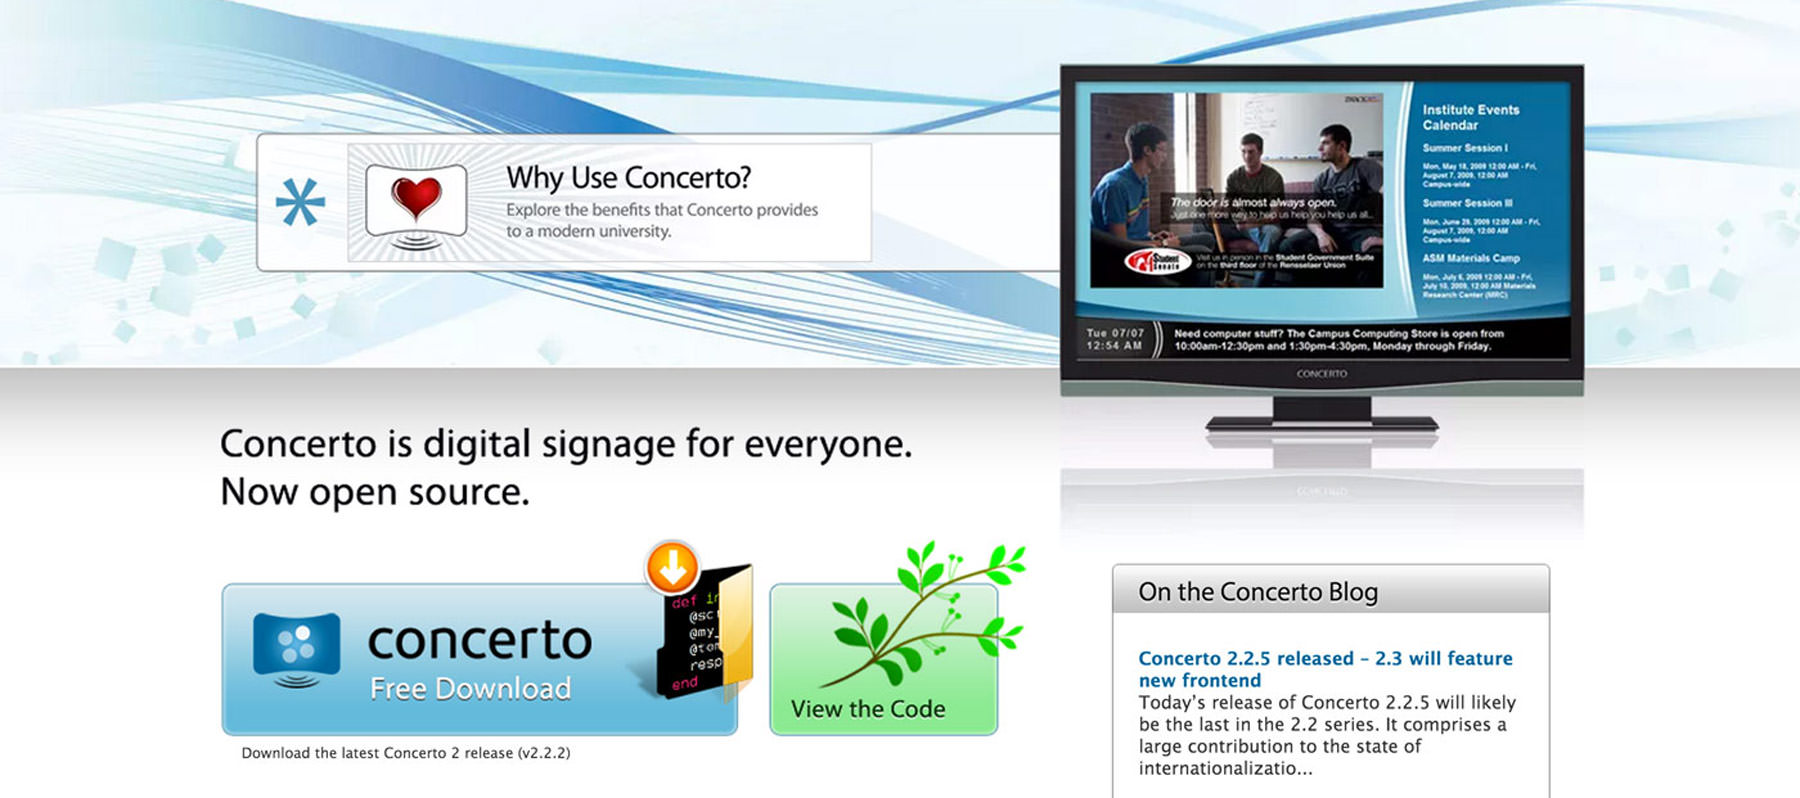 Why Use Concerto?
Explore the benefits that Concerto provides
to a modern university.
The door is almost always open.
Just one more way to help us help you help us all...
Student
Senate
Visit us in person in the Student Government Suite
on the third floor of the Rensselaer Union
Institute Events
Calendar
Summer Session I
Mon, May 18, 2009 12:00 AM - Fri,
August 7, 2009, 12:00 AM
Campus-wide
Summer Session III
Mon, June 29, 2009 12:00 AM - Fri,
August 7, 2009, 12:00 AM
Campus-wide
ASM Materials Camp
Mon, July 6, 2009 12:00 AM - Fri,
July 10, 2009, 12:00 AM Materials
Research Center (MRC)
Tue 07/07
12:54 AM
Need computer stuff? The Campus Computing Store is open from
10:00am-12:30pm and 1:30pm-4:30pm, Monday through Friday.
CONCERTO
Concerto is digital signage for everyone.
Now open source.
concerto
Free Download
def in
@sc
@my_
@tom
resp
end
View the Code
Download the latest Concerto 2 release (v2.2.2)
On the Concerto Blog
Concerto 2.2.5 released – 2.3 will feature
new frontend
Today's release of Concerto 2.2.5 will likely
be the last in the 2.2 series. It comprises a
large contribution to the state of
internationalizatio...